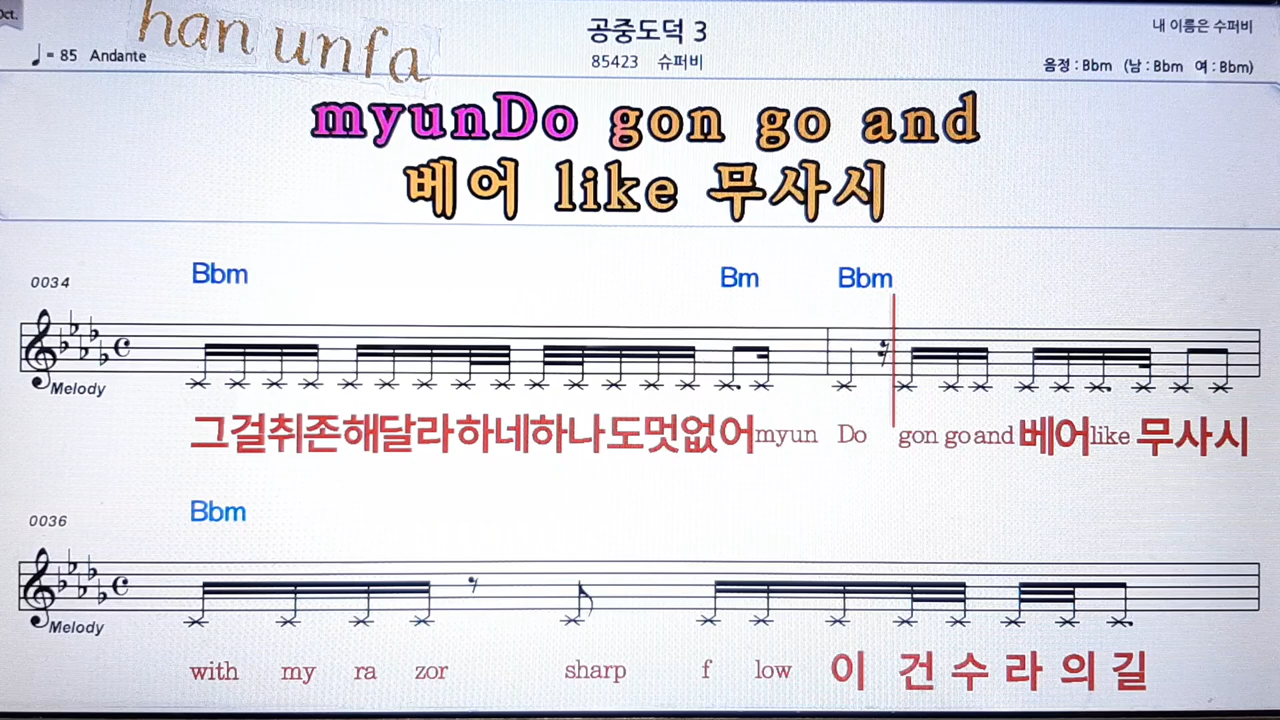 Oct.
han unfa
♩= 85 Andante
공중도덕 3
85423 슈퍼비
내 이름은 수퍼비
음정 : Bbm (남 : Bbm 여 : Bbm)
myunDo gon go and
베어 like 무사시
0034
Bbm Bm Bbm
Melody
그걸취존해달라하네하나도멋없어myun Do gon go and 베어like 무사시
0036
Bbm
Melody
with my ra zor sharp f low 이 건 수 라 의 길